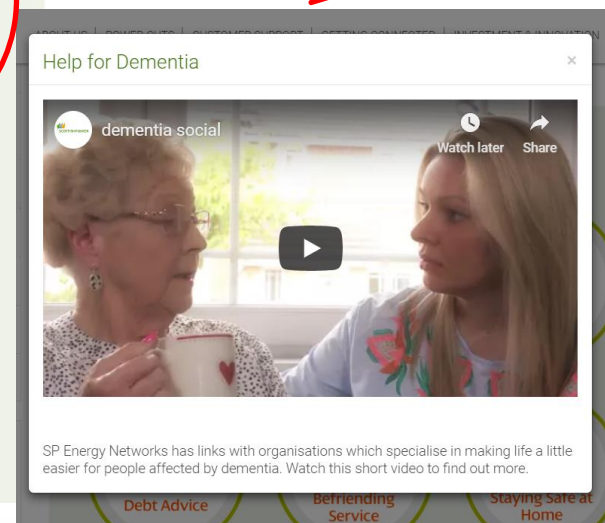 ABOUT US | POWER CUTS | CUSTOMER SUPPORT | GETTING CONNECTED | INVESTMENT & INNOVATION
Help for Dementia ×
dementia social
Watch later Share
SP Energy Networks has links with organisations which specialise in making life a little
easier for people affected by dementia. Watch this short video to find out more.
Debt Advice
Befriending
Service
Staying Safe at
Home